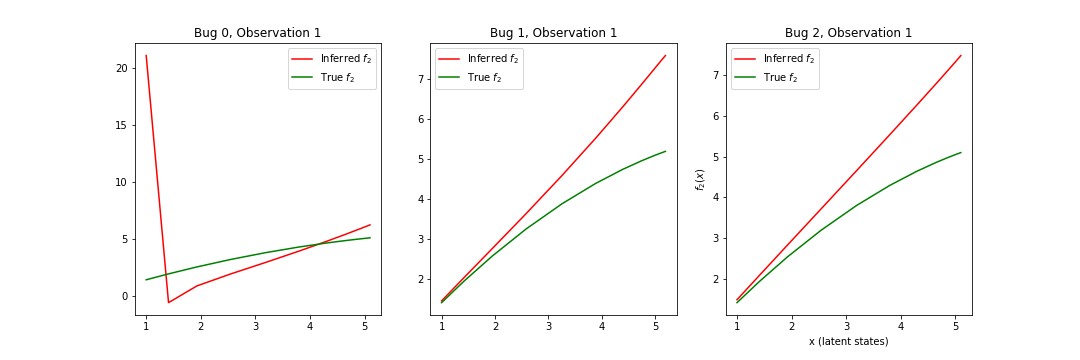 Bug 0, Observation 1
Inferred f₂
True f₂
20
15
10
5
0
1 2 3 4 5
Bug 1, Observation 1
Inferred f₂
True f₂
7
6
5
4
3
2
1 2 3 4 5
Bug 2, Observation 1
Inferred f₂
True f₂
f₂(x)
7
6
5
4
3
2
1 2 3 4 5
x (latent states)